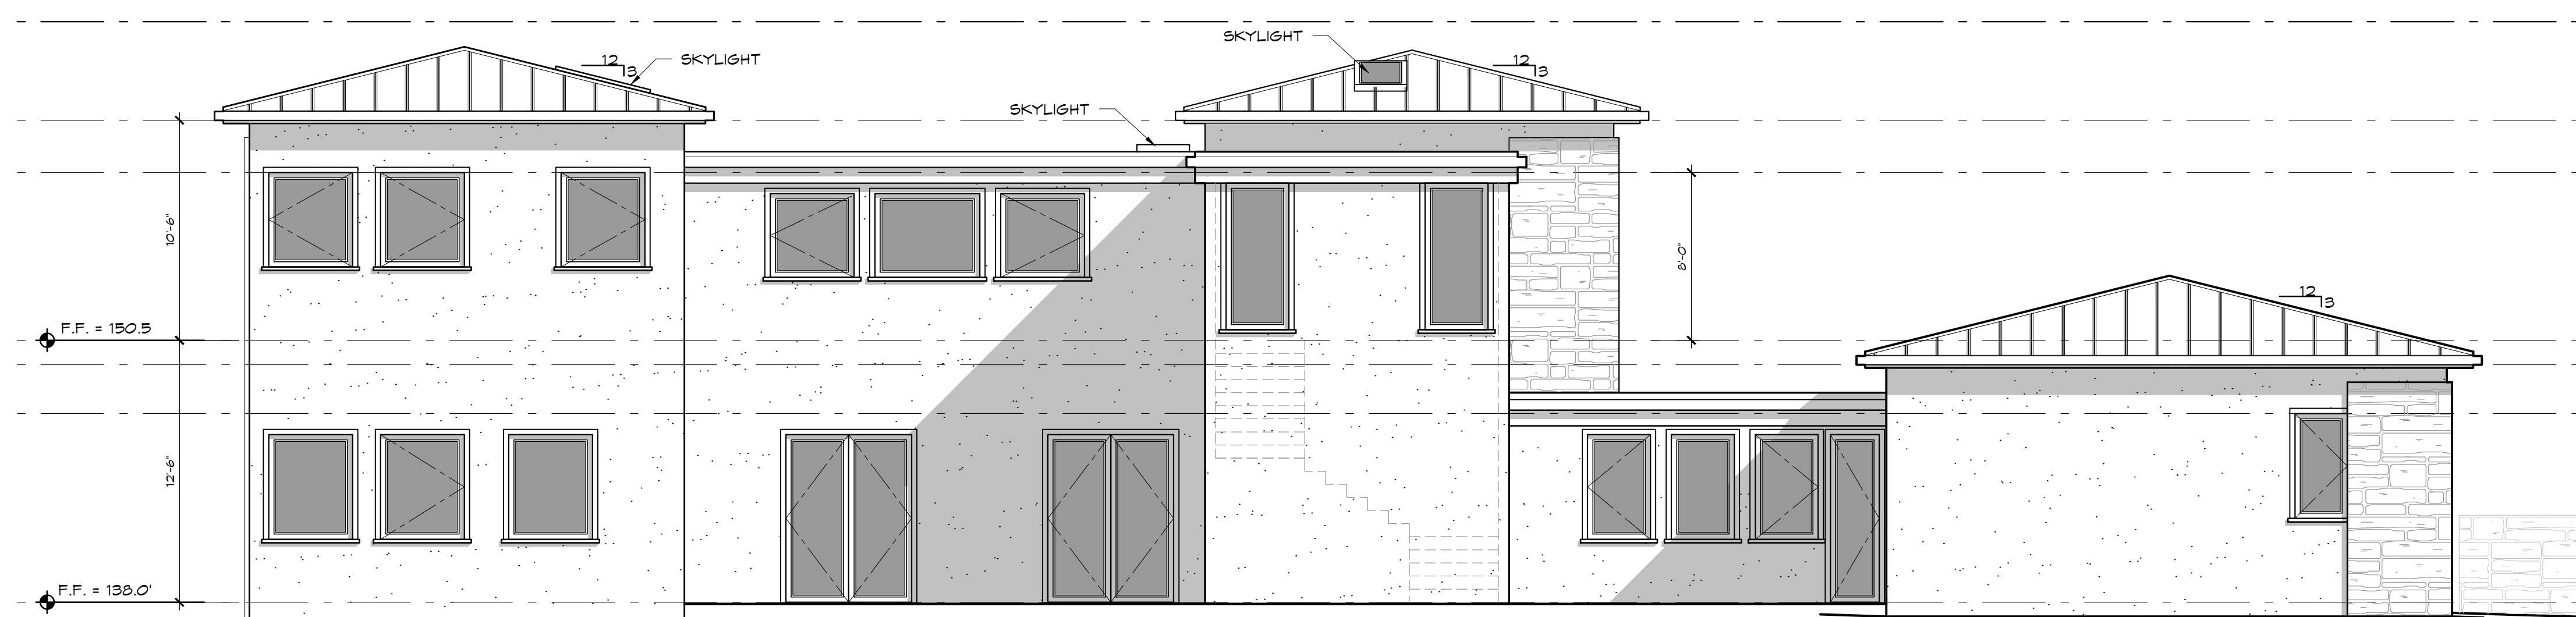 SKYLIGHT
12
3
SKYLIGHT
12
3
SKYLIGHT
10'-6"
8'-0"
12
3
F.F. = 150.5
12'-6"
F.F. = 138.0'